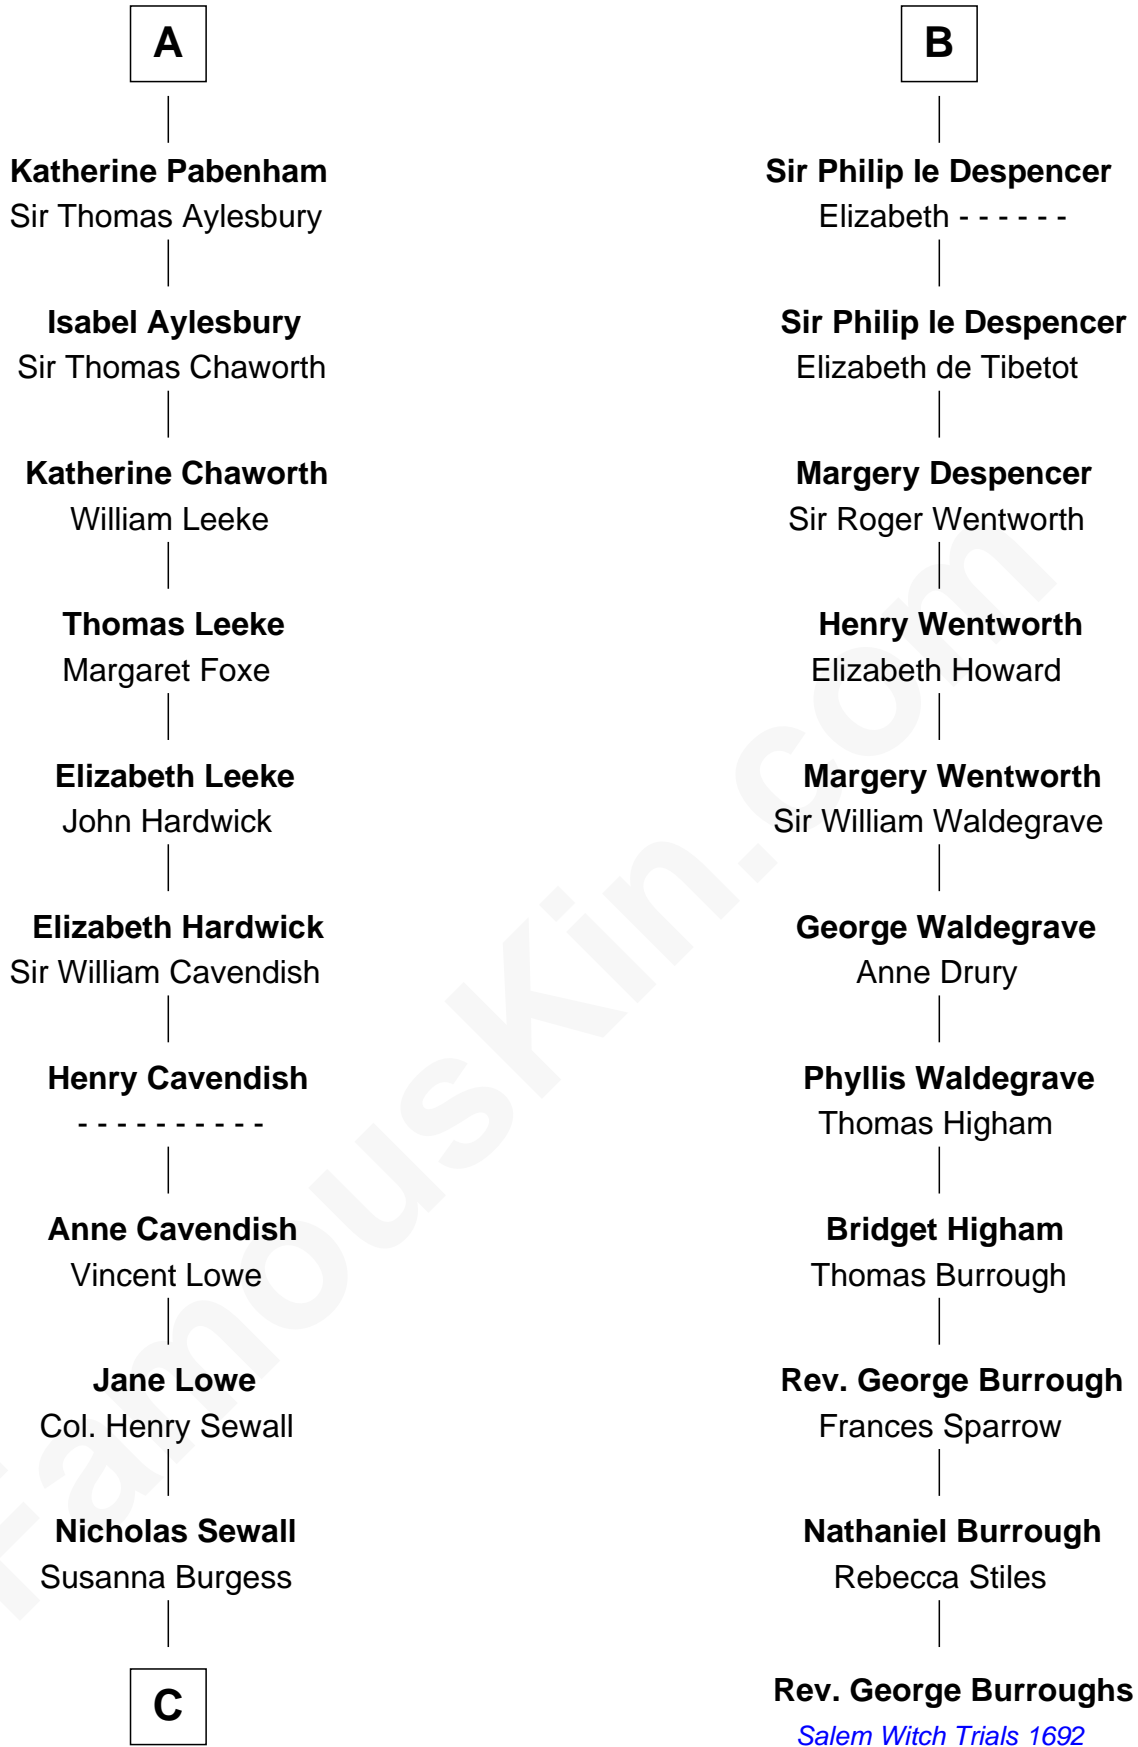 A
Katherine Pabenham
Sir Thomas Aylesbury
Isabel Aylesbury
Sir Thomas Chaworth
Katherine Chaworth
William Leeke
Thomas Leeke
Margaret Foxe
Elizabeth Leeke
John Hardwick
Elizabeth Hardwick
Sir William Cavendish
Henry Cavendish
- - - - - - - - - -
Anne Cavendish
Vincent Lowe
Jane Lowe
Col. Henry Sewall
Nicholas Sewall
Susanna Burgess
C
B
Sir Philip le Despencer
Elizabeth - - - - - -
Sir Philip le Despencer
Elizabeth de Tibetot
Margery Despencer
Sir Roger Wentworth
Henry Wentworth
Elizabeth Howard
Margery Wentworth
Sir William Waldegrave
George Waldegrave
Anne Drury
Phyllis Waldegrave
Thomas Higham
Bridget Higham
Thomas Burrough
Rev. George Burrough
Frances Sparrow
Nathaniel Burrough
Rebecca Stiles
Rev. George Burroughs
Salem Witch Trials 1692
FamousKin.com